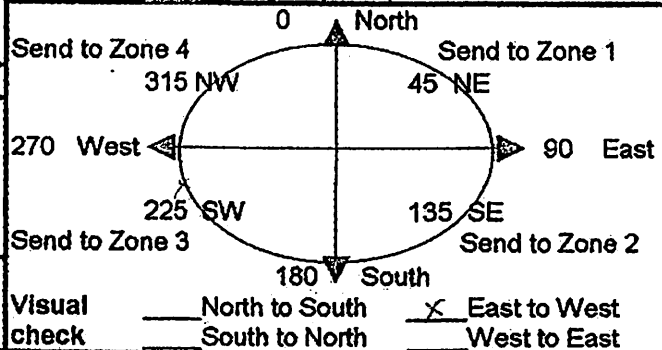 0 North
Send to Zone 4 Send to Zone 1
315 NW 45 NE
270 West 90 East
225 SW 135 SE
Send to Zone 3 Send to Zone 2
180 South
Visual ____North to South _X_ East to West
check ____South to North ____West to East